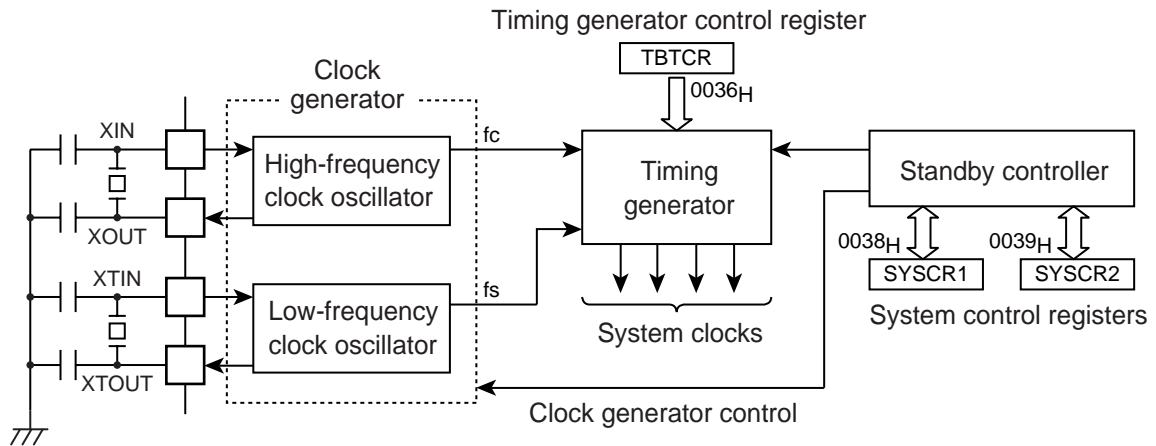 Timing generator control register
TBTCR
0036H
Clock
generator
XIN
High-frequency
clock oscillator
fc
XOUT
Timing
generator
Standby controller
0038H
0039H
SYSCR1
SYSCR2
System control registers
XTIN
Low-frequency
clock oscillator
fs
XTOUT
System clocks
Clock generator control